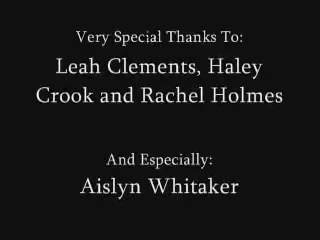 Very Special Thanks To:
Leah Clements, Haley
Crook and Rachel Holmes
And Especially:
Aislyn Whitaker